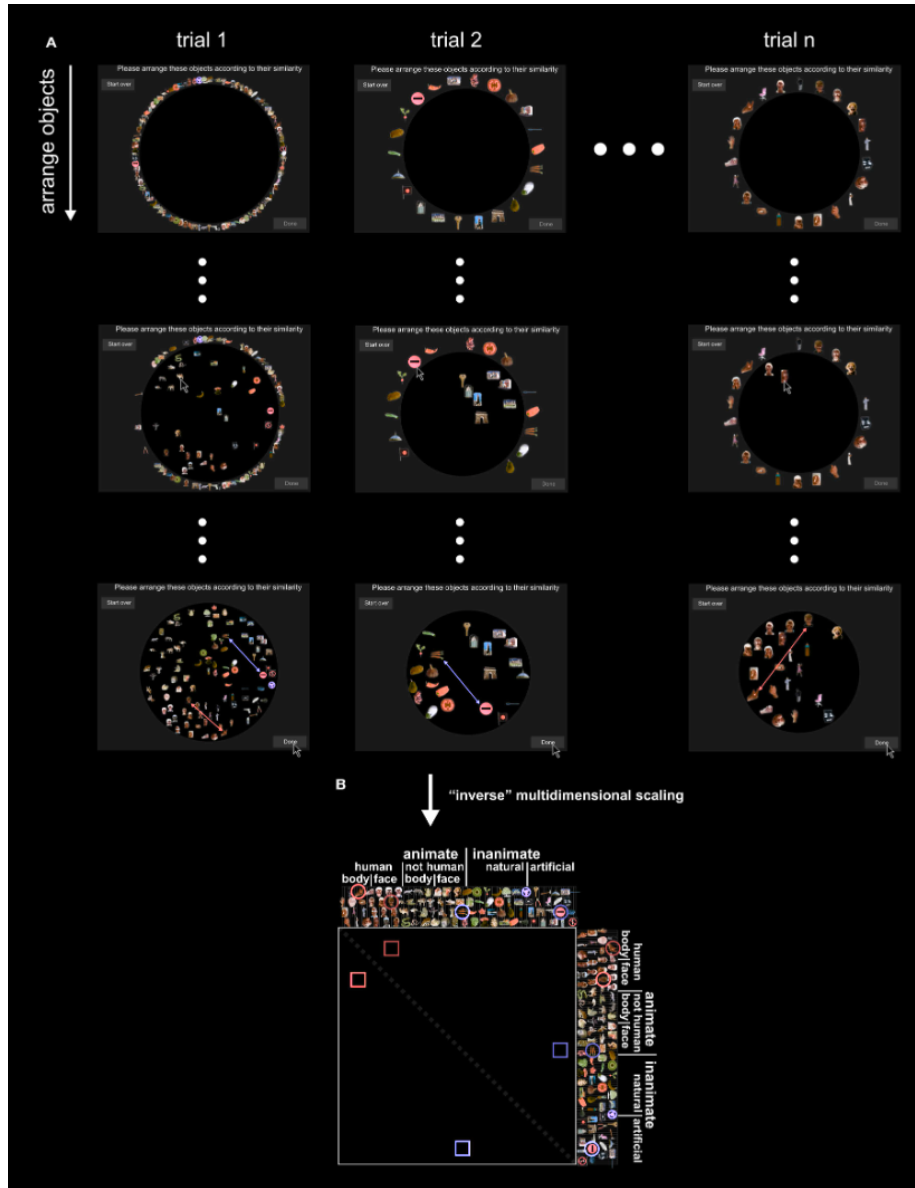 A
trial 1
trial 2
trial n
arrange objects
Please arrange these objects according to their similarity
Start over
Done
Please arrange these objects according to their similarity
Start over
Done
Please arrange these objects according to their similarity
Start over
Done
Please arrange these objects according to their similarity
Start over
Done
Please arrange these objects according to their similarity
Start over
Done
Please arrange these objects according to their similarity
Start over
Done
Please arrange these objects according to their similarity
Start over
Done
Please arrange these objects according to their similarity
Start over
Done
Please arrange these objects according to their similarity
Start over
Done
B
"inverse" multidimensional scaling
animate inanimate
human not human natural artificial
body face body face
human
body face
animate
not human
body face
inanimate
natural artificial